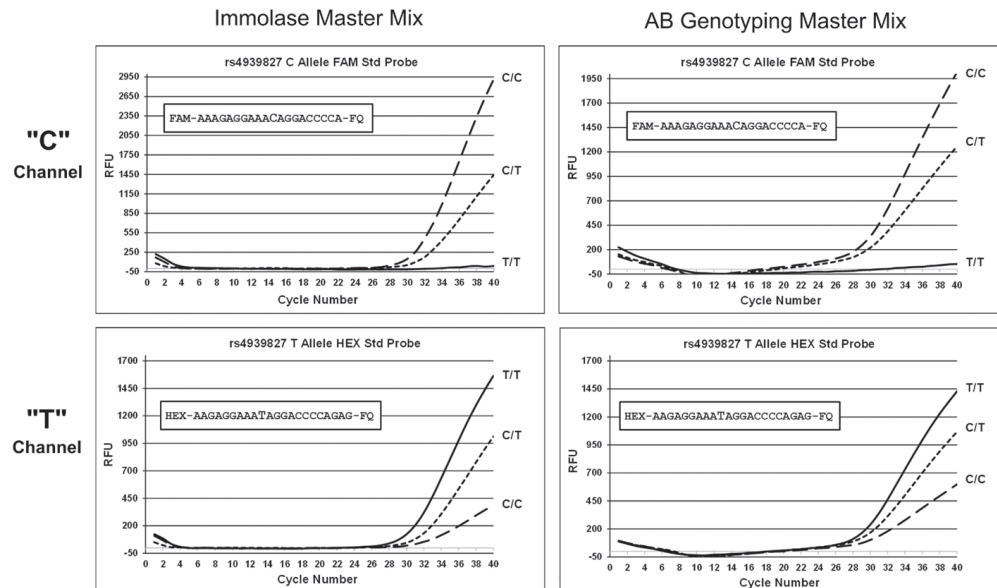 Immolase Master Mix
AB Genotyping Master Mix
"C"
Channel
rs4939827 C Allele FAM Std Probe
FAM-AAAGAGGAAACAGGACCCCA-FQ
RFU
2950
2650
2350
2050
1750
1450
1150
850
550
250
-50
0 2 4 6 8 10 12 14 16 18 20 22 24 26 28 30 32 34 36 38 40
Cycle Number
C/C
C/T
T/T
rs4939827 C Allele FAM Std Probe
FAM-AAAGAGGAAACAGGACCCCA-FQ
RFU
1950
1700
1450
1200
950
700
450
200
-50
0 2 4 6 8 10 12 14 16 18 20 22 24 26 28 30 32 34 36 38 40
Cycle Number
C/C
C/T
T/T
"T"
Channel
rs4939827 T Allele HEX Std Probe
HEX-AAGAGGAAATAGGACCCCAGAG-FQ
RFU
1700
1450
1200
950
700
450
200
-50
0 2 4 6 8 10 12 14 16 18 20 22 24 26 28 30 32 34 36 38 40
Cycle Number
T/T
C/T
C/C
rs4939827 T Allele HEX Std Probe
HEX-AAGAGGAAATAGGACCCCAGAG-FQ
RFU
1700
1450
1200
950
700
450
200
-50
0 2 4 6 8 10 12 14 16 18 20 22 24 26 28 30 32 34 36 38 40
Cycle Number
T/T
C/T
C/C